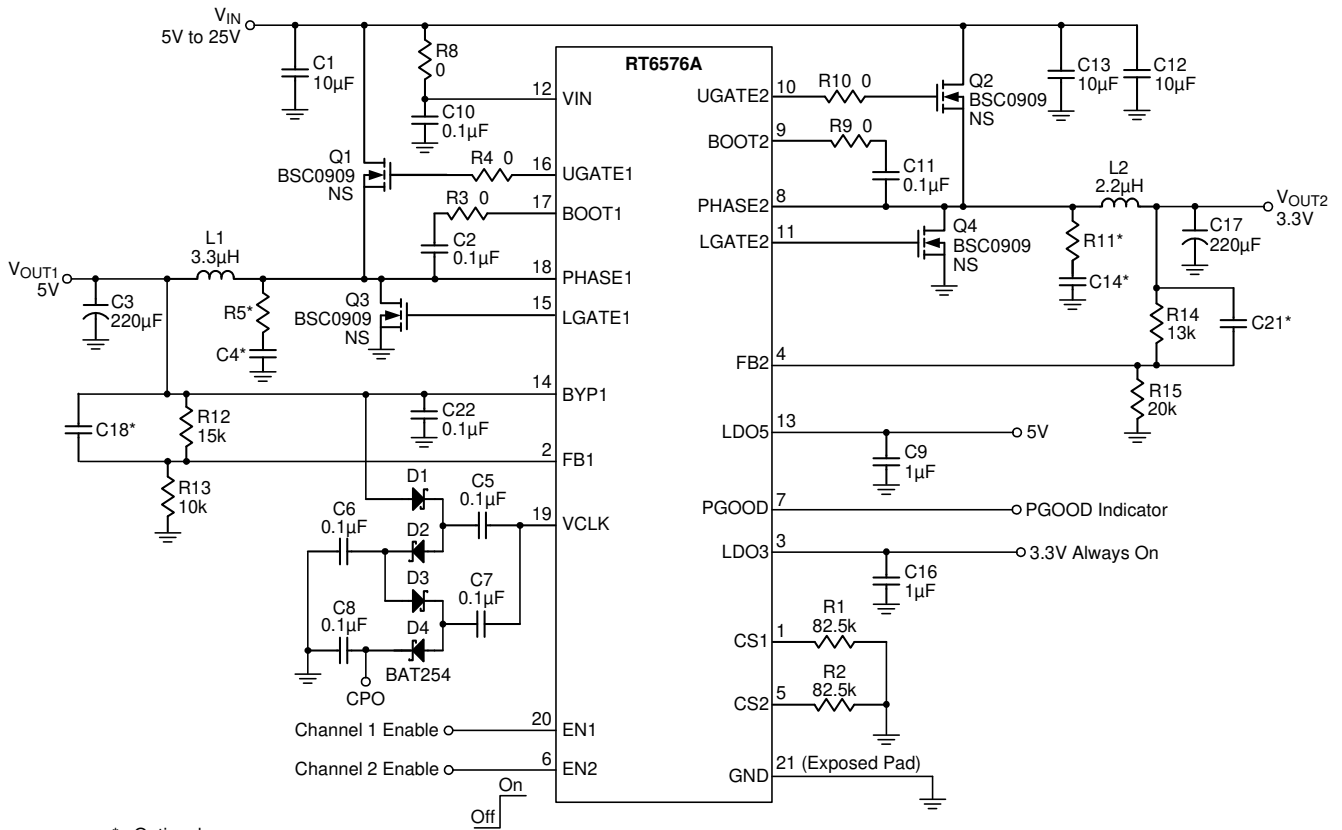 VIN
5V to 25V
C1
10µF
R8
0
C10
0.1µF
12
VIN
RT6576A
UGATE2
10
R10 0
Q2
BSC0909
NS
C13
10µF
C12
10µF
BOOT2
9
R9 0
C11
0.1µF
Q1
BSC0909
NS
R4 0
16
UGATE1
R3 0
17
BOOT1
C2
0.1µF
PHASE2
8
L2
2.2µH
VOUT2
3.3V
LGATE2
11
Q4
BSC0909
NS
R11*
C14*
C17
220µF
VOUT1
5V
L1
3.3µH
18
PHASE1
C3
220µF
R5*
C4*
Q3
BSC0909
NS
15
LGATE1
R14
13k
C21*
FB2
4
R15
20k
14
BYP1
C22
0.1µF
C18*
R12
15k
2
FB1
R13
10k
LDO5
13
5V
C9
1µF
D1
C5
0.1µF
19
VCLK
C6
0.1µF
D2
D3
C7
0.1µF
C8
0.1µF
D4
BAT254
CPO
PGOOD
7
PGOOD Indicator
LDO3
3
3.3V Always On
C16
1µF
CS1
1
R1
82.5k
CS2
5
R2
82.5k
Channel 1 Enable
20
EN1
Channel 2 Enable
6
EN2
On
Off
GND
21 (Exposed Pad)